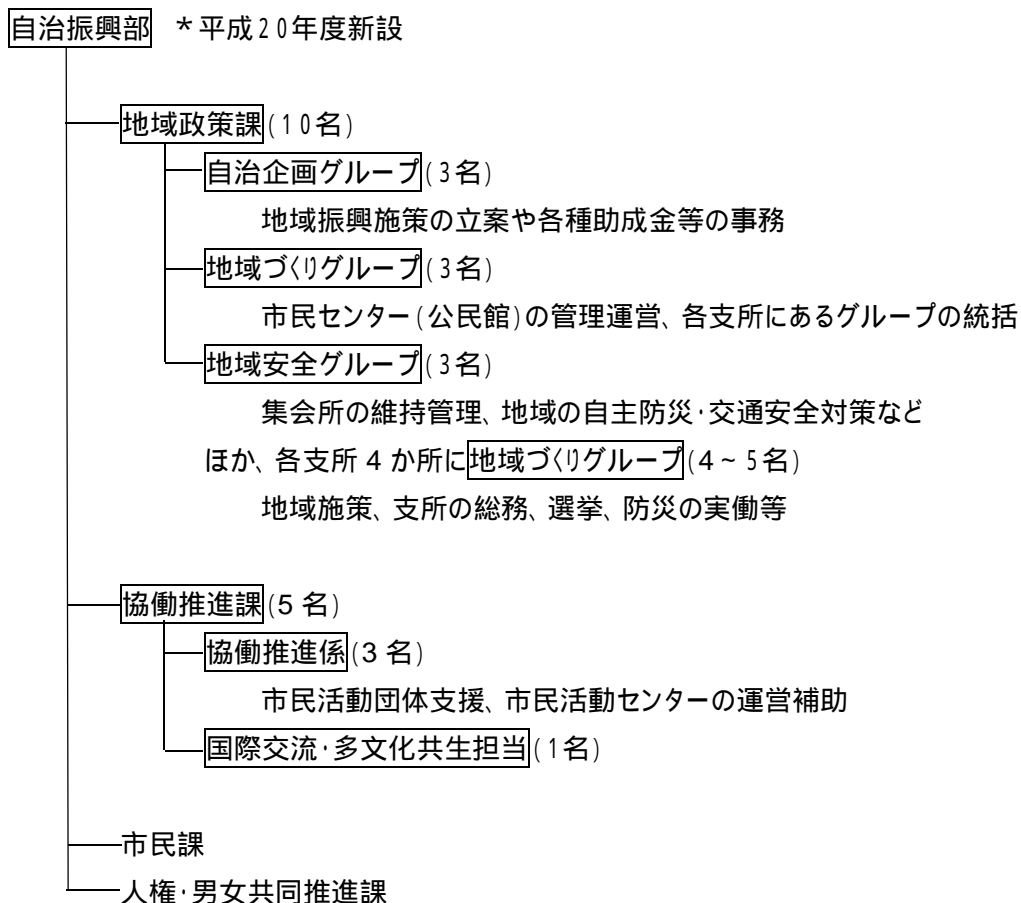 自治振興部 *平成20年度新設
地域政策課(10名)
自治企画グループ(3名)
地域振興施策の立案や各種助成金等の事務
地域づくりグループ(3名)
市民センター(公民館)の管理運営、各支所にあるグループの統括
地域安全グループ(3名)
集会所の維持管理、地域の自主防災・交通安全対策など
ほか、各支所4か所に地域づくりグループ(4~5名)
地域施策、支所の総務、選挙、防災の実働等
協働推進課(5名)
協働推進係(3名)
市民活動団体支援、市民活動センターの運営補助
国際交流・多文化共生担当(1名)
市民課
人権・男女共同推進課